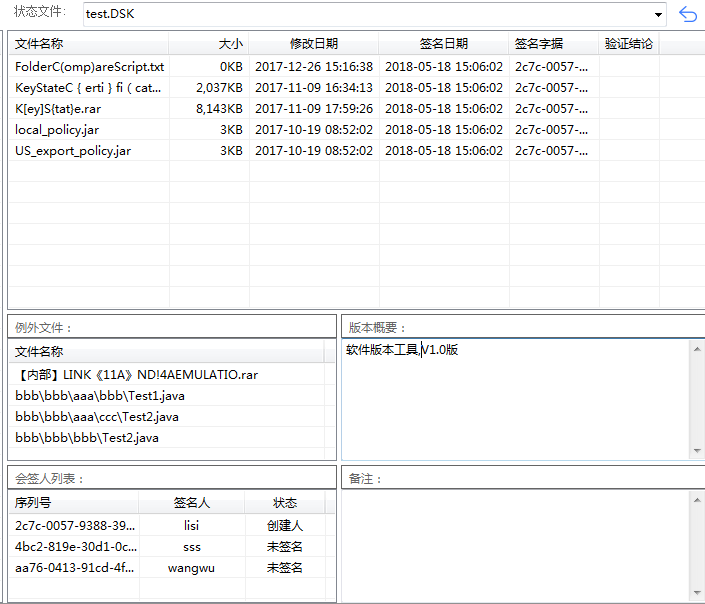 状态文件: test.DSK
文件名称 大小 修改日期 签名日期 签名字据 验证结论
FolderC(omp)areScript.txt 0KB 2017-12-26 15:16:38 2018-05-18 15:06:02 2c7c-0057-...
KeyStateC { erti } fi ( cat... 2,037KB 2017-11-09 16:34:13 2018-05-18 15:06:02 2c7c-0057-...
K[ey]S{tat}e.rar 8,143KB 2017-11-09 17:59:26 2018-05-18 15:06:02 2c7c-0057-...
local_policy.jar 3KB 2017-10-19 08:52:02 2018-05-18 15:06:02 2c7c-0057-...
US_export_policy.jar 3KB 2017-10-19 08:52:02 2018-05-18 15:06:02 2c7c-0057-...
例外文件：
文件名称
【内部】LINK《11A》ND!4AEMULATIO.rar
bbb\bbb\aaa\bbb\Test1.java
bbb\bbb\aaa\ccc\Test2.java
bbb\bbb\bbb\Test2.java
版本概要：
软件版本工具,V1.0版
会签人列表：
序列号 签名人 状态
2c7c-0057-9388-39... lisi 创建人
4bc2-819e-30d1-0c... sss 未签名
aa76-0413-91cd-4f... wangwu 未签名
备注：